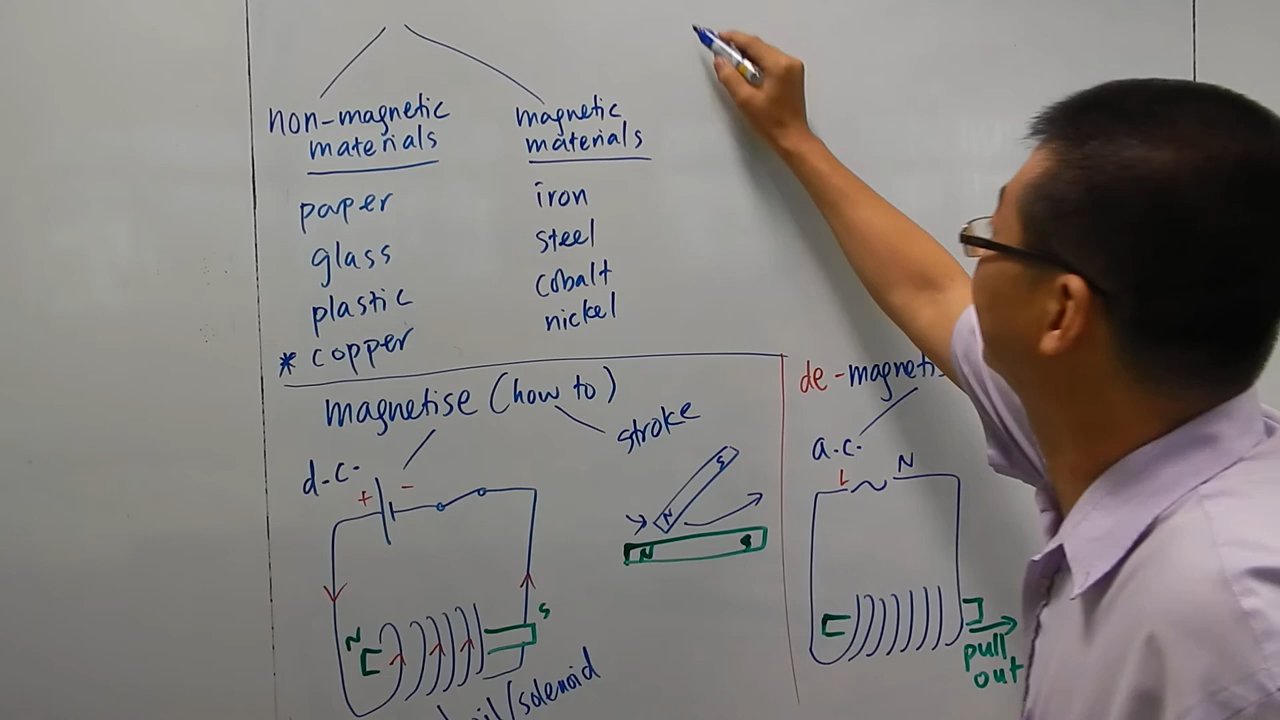 non-magnetic
materials
paper
glass
plastic
* copper
magnetic
materials
iron
steel
cobalt
nickel
magnetise (how to)
d.c.
+ -
stroke
N
S
N S
N
S
coil/solenoid
de-magnetis
a.c.
L N
pull
out